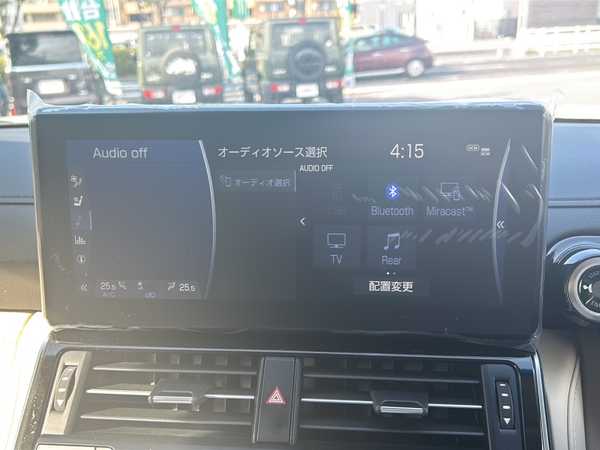 Audio off
オーディオソース選択
4:15
AUDIO OFF
オーディオ選択
Bluetooth
Miracast™
TV
Rear
配置変更
25.5
25.5